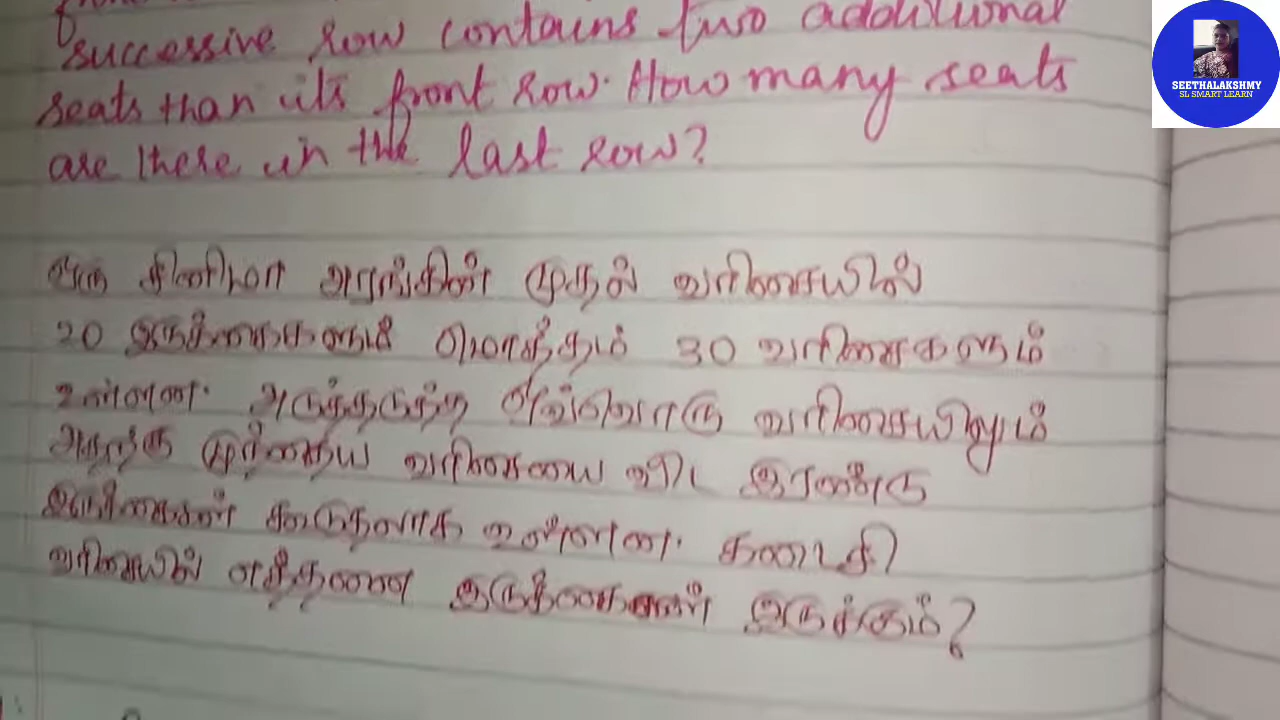 successive row contains two additional
seats than its front row. How many seats
are there in the last row?
ஒரு சினிமா அரங்கின் முதல் வரிசையில்
20 இருக்கைகளும் மொத்தம் 30 வரிசைகளும்
உள்ளன. அடுத்தடுத்த ஒவ்வொரு வரிசையிலும்
அதற்கு முந்தைய வரிசையை விட இரண்டு
இருக்கைகள் கூடுதலாக உள்ளன. கடைசி
வரிசையில் எத்தனை இருக்கைகள் இருக்கும்?
SEETHALAKSHMY
SL SMART LEARN